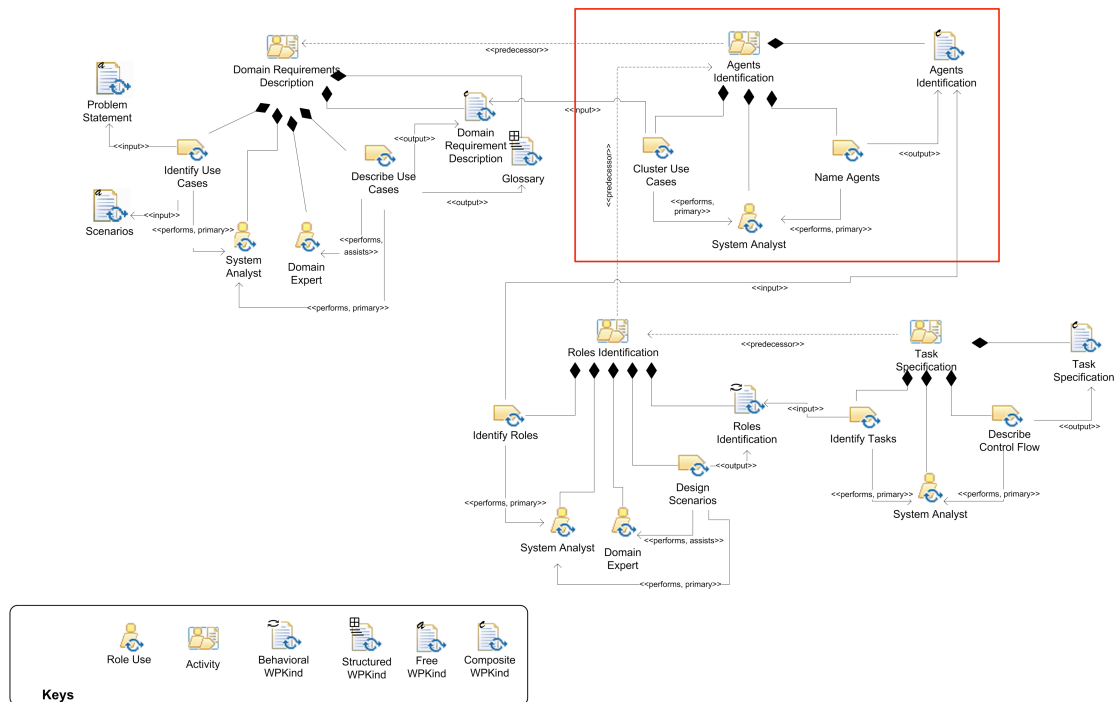 <<predecessor>>
Domain Requirements
Description
Agents
Identification
Agents
Identification
a
Problem
Statement
<<input>>
Identify Use
Cases
a
Scenarios
<<input>>
<<performs, primary>>
System
Analyst
Domain
Expert
Describe Use
Cases
<<performs,
assists>>
<<performs, primary>>
<<output>>
c
Domain
Requirement
Description
Glossary
<<output>>
<<input>>
<<predecessor>>
Cluster Use
Cases
<<performs,
primary>>
System Analyst
Name Agents
<<performs, primary>>
<<output>>
c
<<input>>
Roles Identification
<<predecessor>>
Task
Specification
c
Task
Specification
Identify Roles
<<performs, primary>>
System Analyst
Domain
Expert
Design
Scenarios
<<performs, assists>>
<<performs, primary>>
<<output>>
Roles
Identification
<<input>>
Identify Tasks
<<performs, primary>>
System Analyst
Describe
Control Flow
<<performs, primary>>
<<output>>
Role Use
Activity
Behavioral
WPKind
Structured
WPKind
a
Free
WPKind
c
Composite
WPKind
Keys